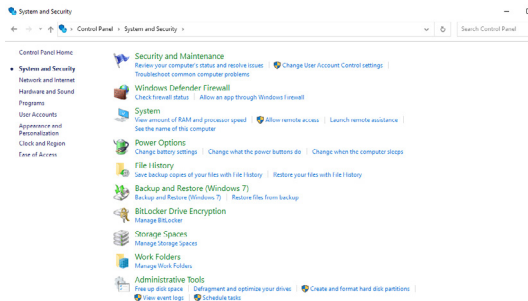 System and Security
Control Panel > System and Security >
Search Control Panel
Control Panel Home
System and Security
Network and Internet
Hardware and Sound
Programs
User Accounts
Appearance and
Personalization
Clock and Region
Ease of Access
Security and Maintenance
Review your computer's status and resolve issues | Change User Account Control settings |
Troubleshoot common computer problems
Windows Defender Firewall
Check firewall status | Allow an app through Windows Firewall
System
View amount of RAM and processor speed | Allow remote access | Launch remote assistance |
See the name of this computer
Power Options
Change battery settings | Change what the power buttons do | Change when the computer sleeps
File History
Save backup copies of your files with File History | Restore your files with File History
Backup and Restore (Windows 7)
Backup and Restore (Windows 7) | Restore files from backup
BitLocker Drive Encryption
Manage BitLocker
Storage Spaces
Manage Storage Spaces
Work Folders
Manage Work Folders
Administrative Tools
Free up disk space | Defragment and optimize your drives | Create and format hard disk partitions |
View event logs | Schedule tasks